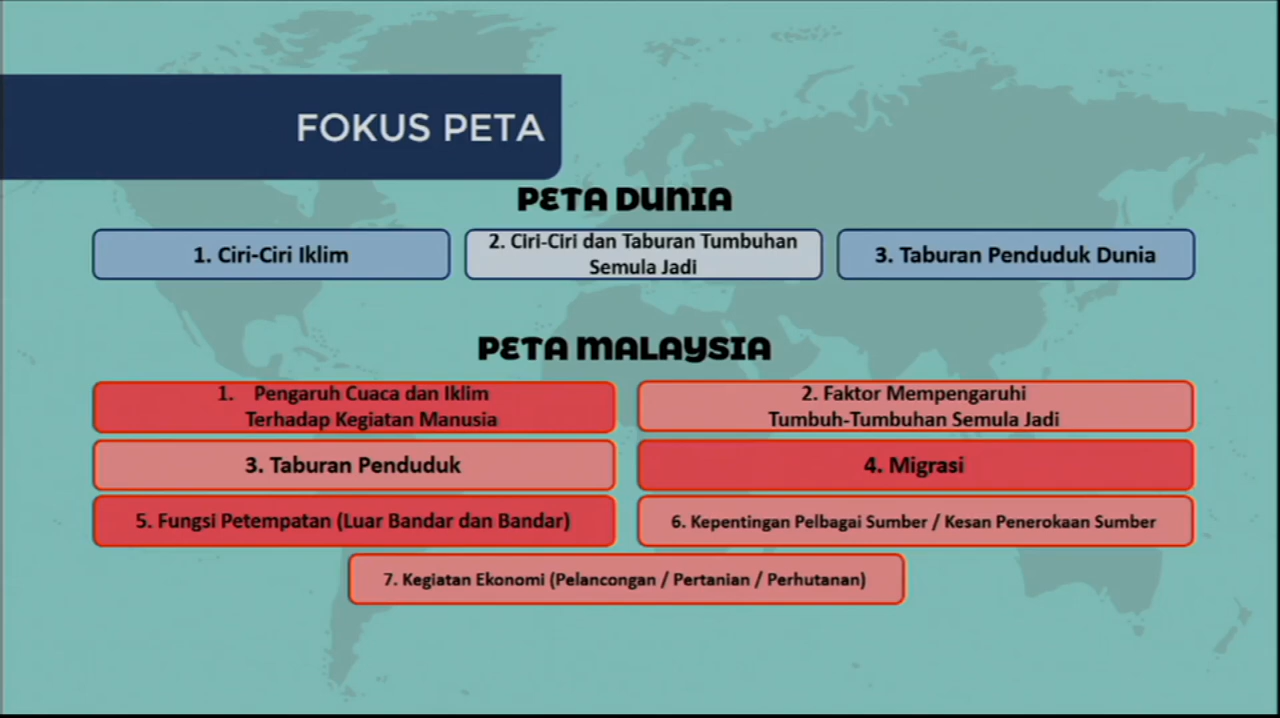 FOKUS PETA
PETA DUNIA
1. Ciri-Ciri Iklim
2. Ciri-Ciri dan Taburan Tumbuhan
Semula Jadi
3. Taburan Penduduk Dunia
PETA MALAYSIA
1. Pengaruh Cuaca dan Iklim
Terhadap Kegiatan Manusia
2. Faktor Mempengaruhi
Tumbuh-Tumbuhan Semula Jadi
3. Taburan Penduduk
4. Migrasi
5. Fungsi Petempatan (Luar Bandar dan Bandar)
6. Kepentingan Pelbagai Sumber / Kesan Penerokaan Sumber
7. Kegiatan Ekonomi (Pelancongan / Pertanian / Perhutanan)